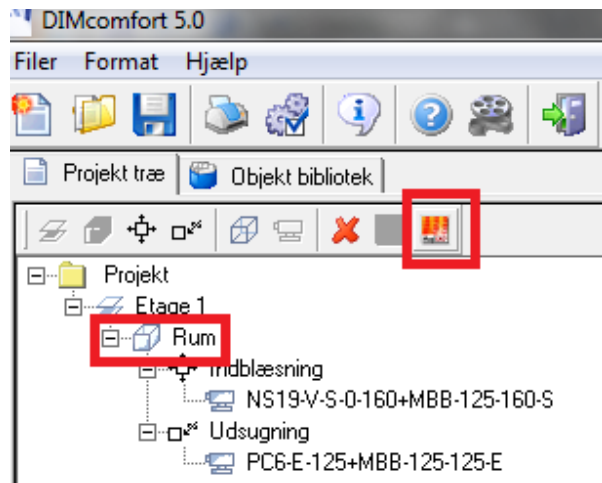 DIMcomfort 5.0
Filer Format Hjælp
Projekt træ Objekt bibliotek
Projekt
Etage 1
Rum
Indblæsning
NS19-V-S-0-160+MBB-125-160-S
Udsugning
PC6-E-125+MBB-125-125-E